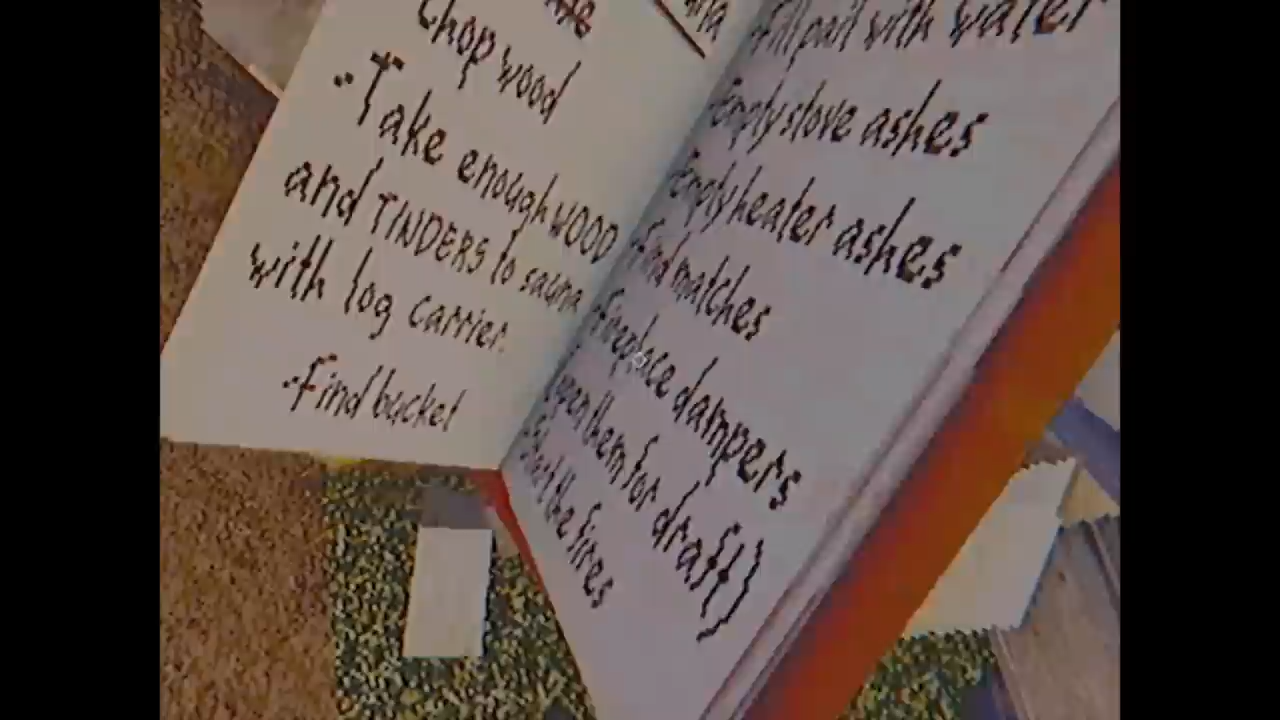 Chop wood
-Take enough WOOD
and TINDERS to sauna
with log carrier.
-Find bucket
-Fill pail with water
-Empty stove ashes
-Empty heater ashes
-Find matches
-Fireplace dampers
(open them for draft)
-Start the fires